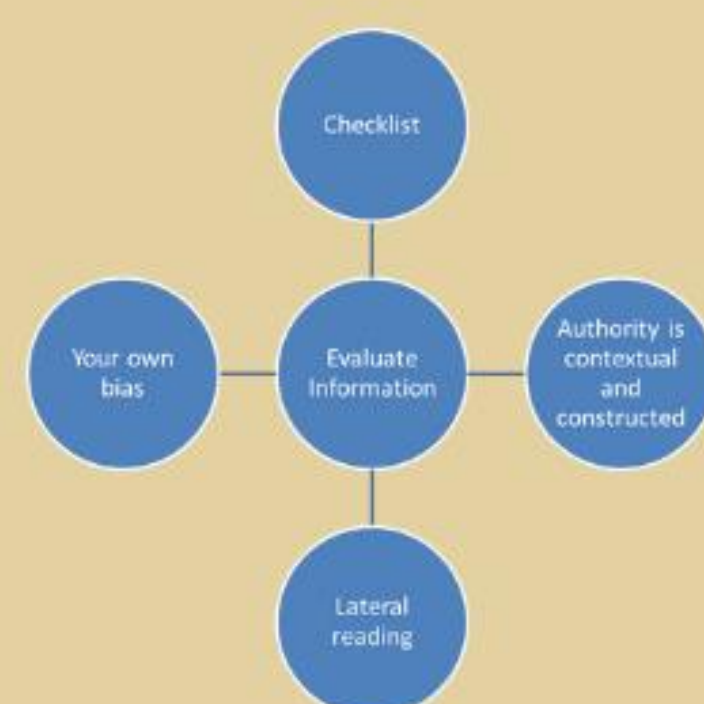 Checklist
Your own
bias
Evaluate
Information
Authority is
contextual
and
constructed
Lateral
reading